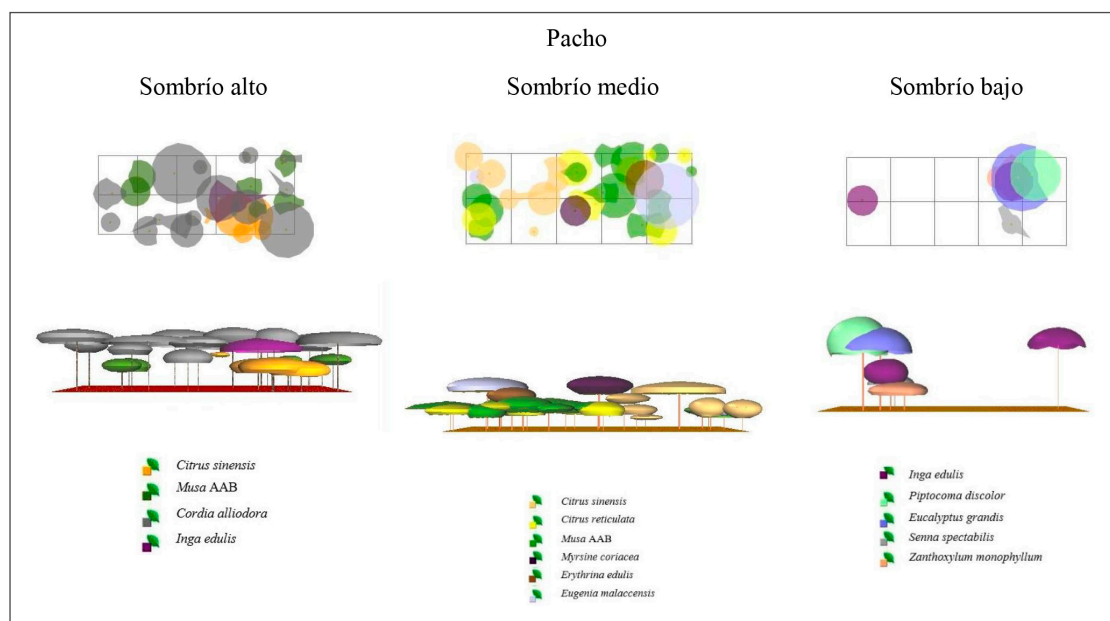 Pacho
Sombrío alto
Sombrío medio
Sombrío bajo
Citrus sinensis
Musa AAB
Cordia alliodora
Inga edulis
Citrus sinensis
Citrus reticulata
Musa AAB
Myrsine coriacea
Erythrina edulis
Eugenia malaccensis
Inga edulis
Piptocoma discolor
Eucalyptus grandis
Senna spectabilis
Zanthoxylum monophyllum